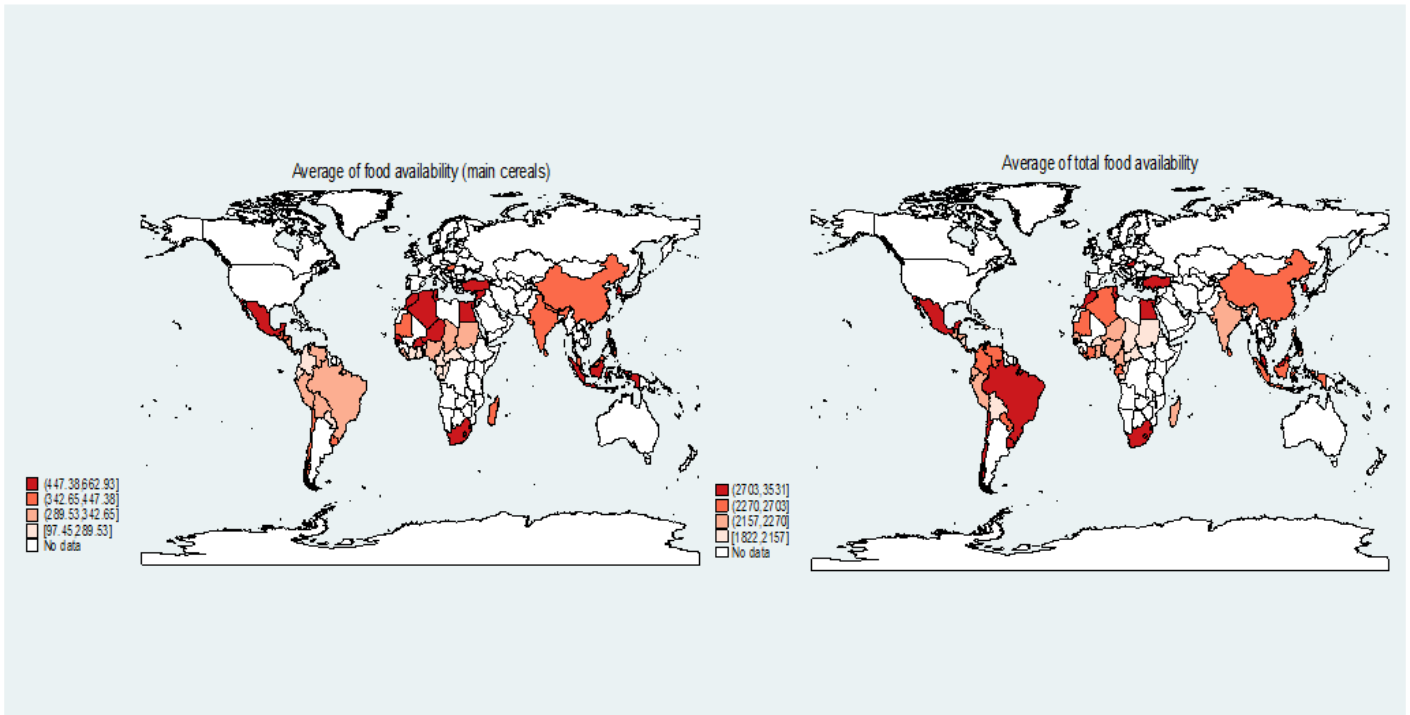 Average of food availability (main cereals)
(447.38,662.93]
(342.65,447.38]
(289.53,342.65]
[97.45,289.53]
No data
Average of total food availability
(2703,3531]
(2270,2703]
(2157,2270]
[1822,2157]
No data